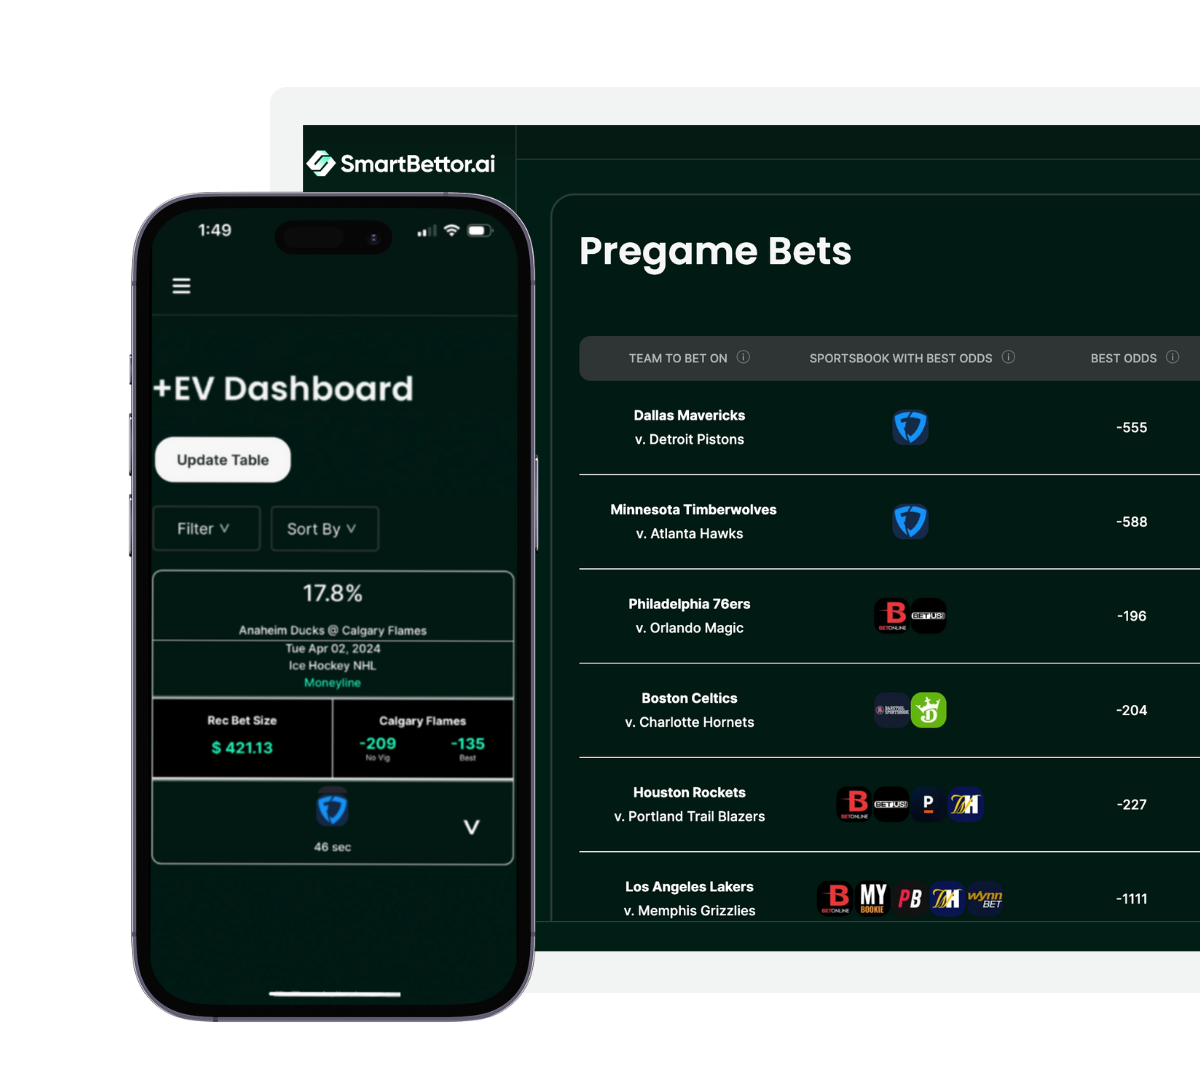 SmartBettor.ai
1:49
+EV Dashboard
Update Table
Filter V
Sort By V
17.8%
Anaheim Ducks @ Calgary Flames
Tue Apr 02, 2024
Ice Hockey NHL
Moneyline
Rec Bet Size
$ 421.13
Calgary Flames
-209 -135
No Vig Best
46 sec
V
Pregame Bets
TEAM TO BET ON SPORTSBOOK WITH BEST ODDS BEST ODDS
Dallas Mavericks
v. Detroit Pistons
-555
Minnesota Timberwolves
v. Atlanta Hawks
-588
Philadelphia 76ers
v. Orlando Magic
B BETONLINE BETUS
-196
Boston Celtics
v. Charlotte Hornets
BARSTOOL SPORTSBOOK D
-204
Houston Rockets
v. Portland Trail Blazers
B BETONLINE BETUS P WH
-227
Los Angeles Lakers
v. Memphis Grizzlies
B BETONLINE MY BOOKIE PB WH Wynn BET
-1111